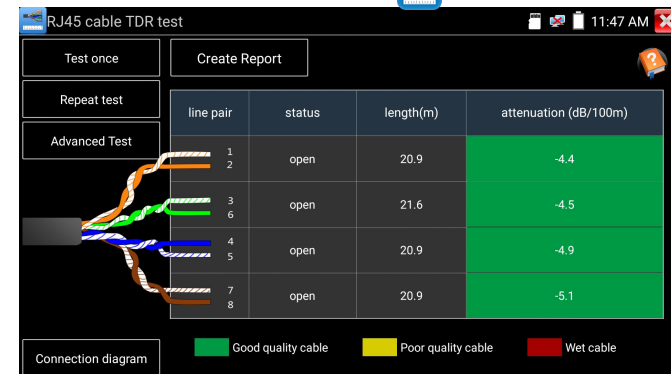 RJ45 cable TDR test 11:47 AM
Test once
Create Report
Repeat test
Advanced Test
line pair status length(m) attenuation (dB/100m)
1
2 open 20.9 -4.4
3
6 open 21.6 -4.5
4
5 open 20.9 -4.9
7
8 open 20.9 -5.1
Connection diagram
Good quality cable Poor quality cable Wet cable